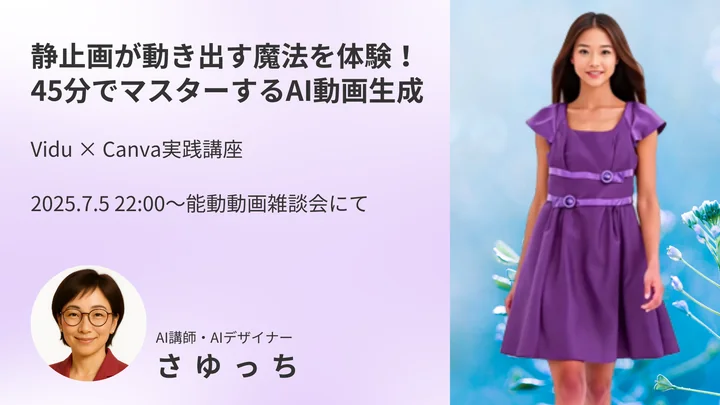 静止画が動き出す魔法を体験！
45分でマスターするAI動画生成
Vidu × Canva実践講座
2025.7.5 22:00～能動動画雑談会にて
AI講師・AIデザイナー
さゆっち